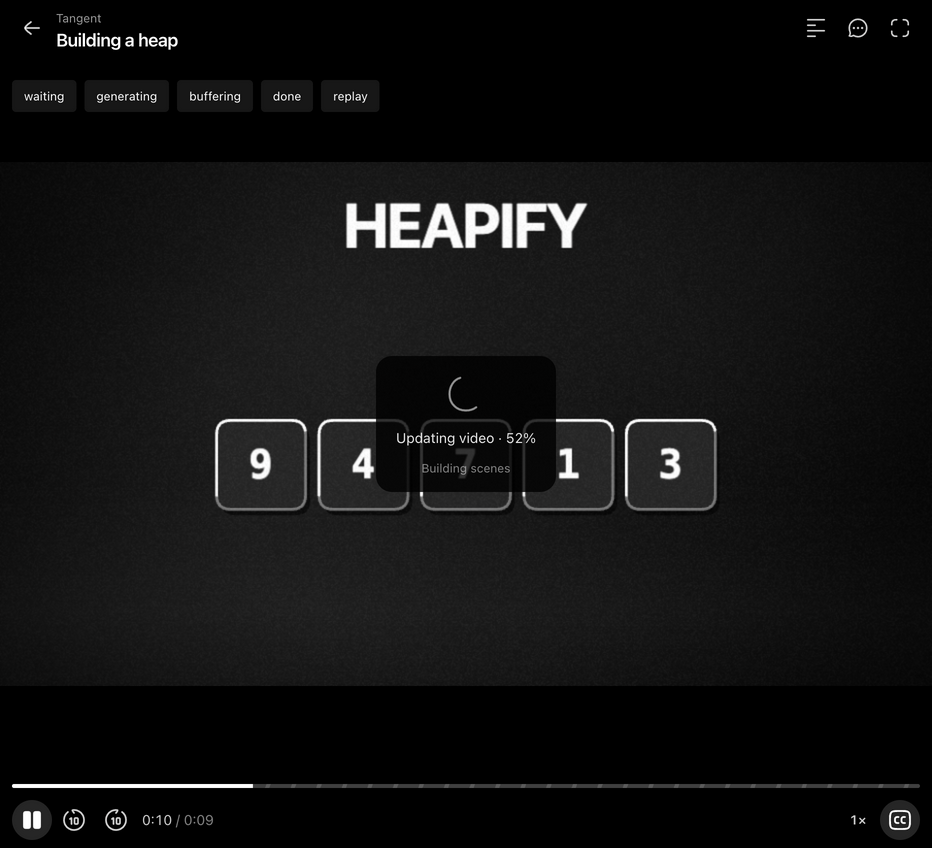 Tangent
Building a heap
waiting generating buffering done replay
HEAPIFY
Updating video · 52%
9 4 7 1 3
Building scenes
10 10 0:10 / 0:09 1× CC